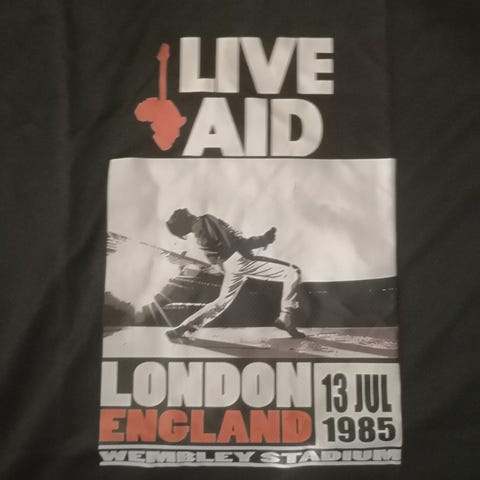 LIVE
AID
LONDON
ENGLAND
13 JUL
1985
WEMBLEY STADIUM